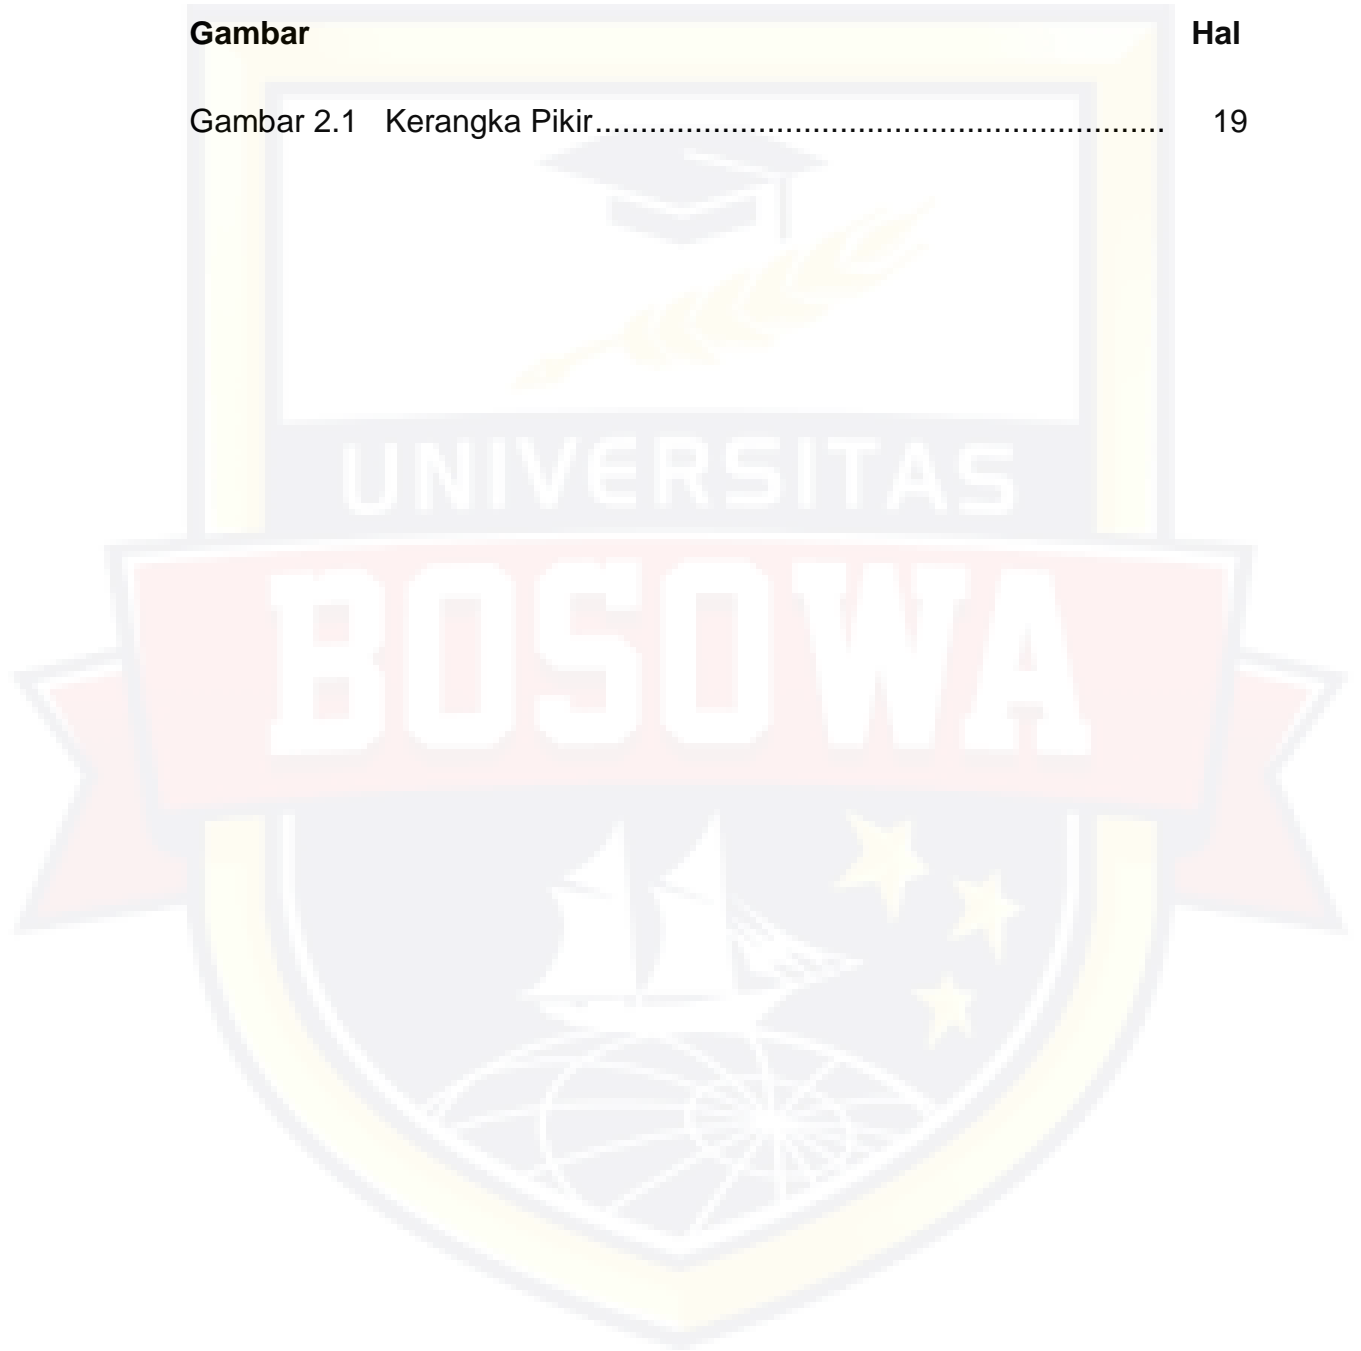 Gambar Hal
Gambar 2.1 Kerangka Pikir............................................................... 19
UNIVERSITAS
BOSOWA